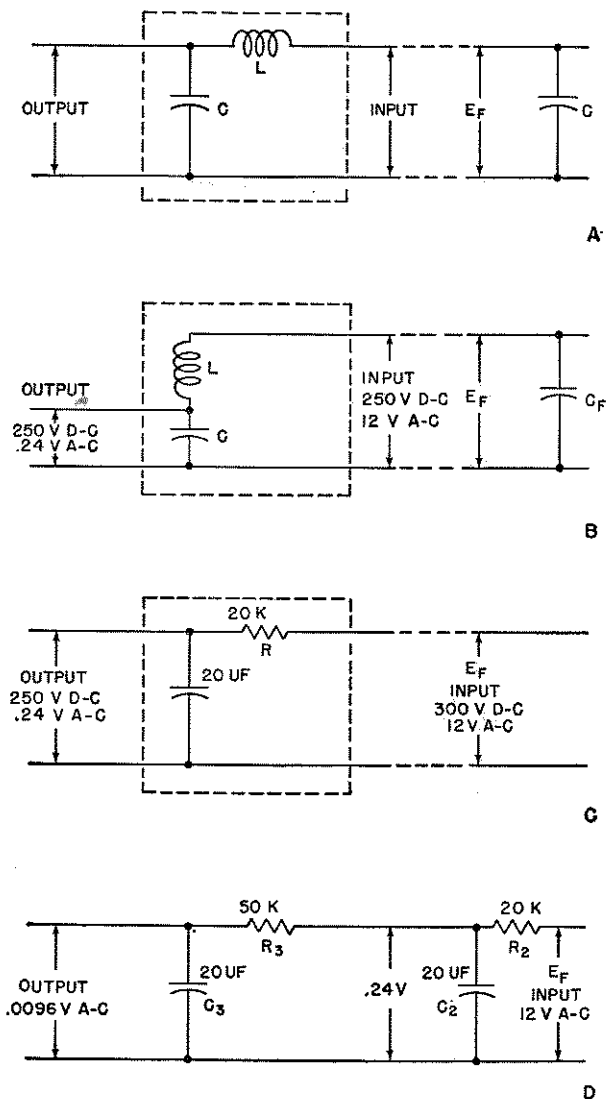 L
OUTPUT
C
INPUT
E_F
C
A
L
OUTPUT
250 V D-C
.24 V A-C
C
INPUT
250 V D-C
12 V A-C
E_F
C_F
B
20 K
R
OUTPUT
250 V D-C
.24 V A-C
20 UF
E_F
INPUT
300 V D-C
12 V A-C
C
50 K
R_3
20 K
R_2
OUTPUT
.0096 V A-C
20 UF
C_3
.24 V
20 UF
C_2
E_F
INPUT
12 V A-C
D